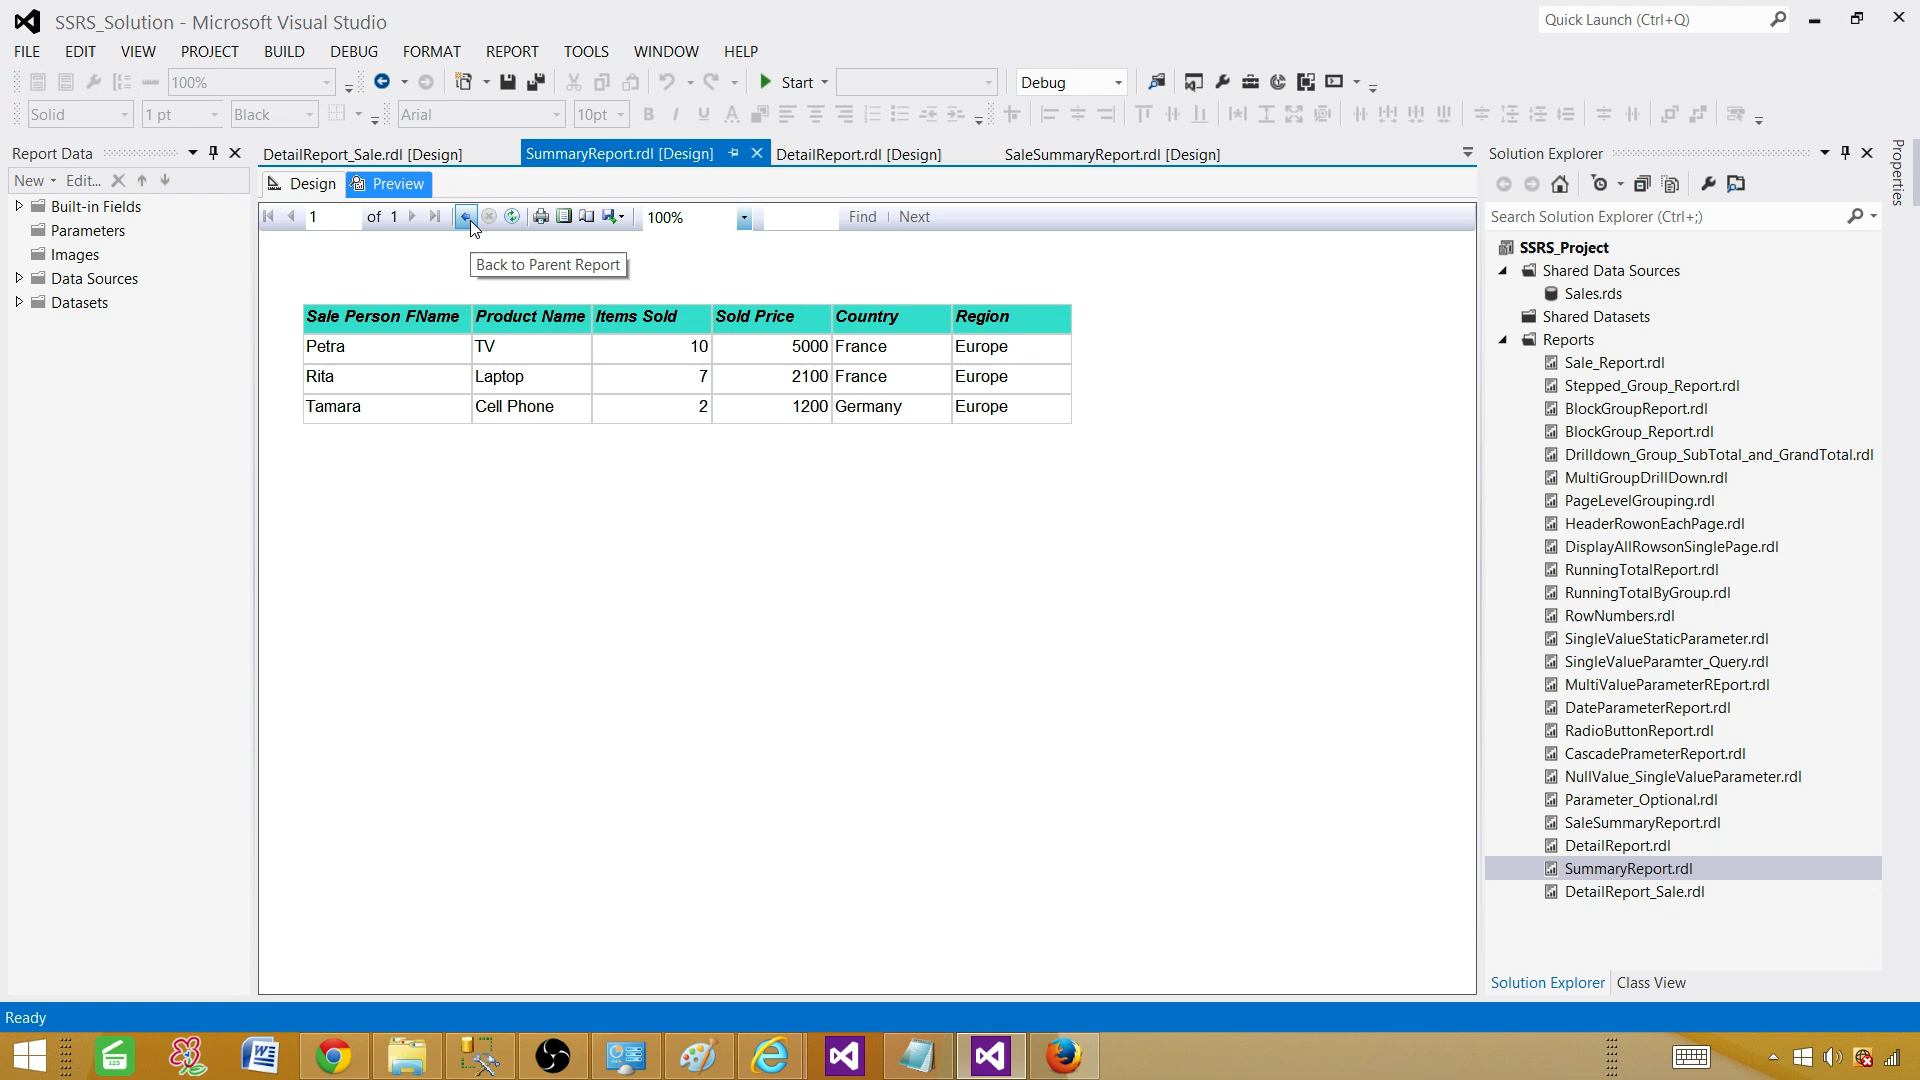 SSRS_Solution - Microsoft Visual Studio
Quick Launch (Ctrl+Q)
FILE EDIT VIEW PROJECT BUILD DEBUG FORMAT REPORT TOOLS WINDOW HELP
100% Start Debug
Solid 1 pt Black Arial 10pt B I U A
Report Data
New Edit...
Built-in Fields
Parameters
Images
Data Sources
Datasets
DetailReport_Sale.rdl [Design] SummaryReport.rdl [Design] DetailReport.rdl [Design] SaleSummaryReport.rdl [Design]
Design Preview
1 of 1 100% Find Next
Back to Parent Report
Sale Person FName Product Name Items Sold Sold Price Country Region
Petra TV 10 5000 France Europe
Rita Laptop 7 2100 France Europe
Tamara Cell Phone 2 1200 Germany Europe
Solution Explorer
Search Solution Explorer (Ctrl+;)
SSRS_Project
Shared Data Sources
Sales.rds
Shared Datasets
Reports
Sale_Report.rdl
Stepped_Group_Report.rdl
BlockGroupReport.rdl
BlockGroup_Report.rdl
Drilldown_Group_SubTotal_and_GrandTotal.rdl
MultiGroupDrillDown.rdl
PageLevelGrouping.rdl
HeaderRowonEachPage.rdl
DisplayAllRowsonSinglePage.rdl
RunningTotalReport.rdl
RunningTotalByGroup.rdl
RowNumbers.rdl
SingleValueStaticParameter.rdl
SingleValueParamter_Query.rdl
MultiValueParameterREport.rdl
DateParameterReport.rdl
RadioButtonReport.rdl
CascadePrameterReport.rdl
NullValue_SingleValueParameter.rdl
Parameter_Optional.rdl
SaleSummaryReport.rdl
DetailReport.rdl
SummaryReport.rdl
DetailReport_Sale.rdl
Solution Explorer Class View
Properties
Ready